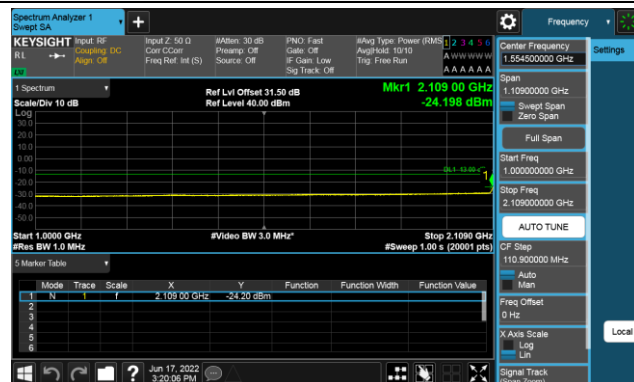 Spectrum Analyzer 1
Swept SA
Frequency
KEYSIGHT
RL
Input: RF
Coupling: DC
Align: Off
Input Z: 50 Ω
Corr CCorr
Freq Ref: Int (S)
#Atten: 30 dB
Preamp: Off
Source: Off
PNO: Fast
Gate: Off
IF Gain: Low
Sig Track: Off
#Avg Type: Power (RMS
Avg|Hold: 10/10
Trig: Free Run
1 2 3 4 5 6
A W W W W W
A A A A A A
1 Spectrum
Scale/Div 10 dB
Log
Ref Lvl Offset 31.50 dB
Ref Level 40.00 dBm
Mkr1 2.109 00 GHz
-24.198 dBm
30.0
20.0
10.0
0.00
-10.0
-20.0
-30.0
-40.0
-50.0
DL1 -13.00
1
Start 1.0000 GHz
#Res BW 1.0 MHz
#Video BW 3.0 MHz*
Stop 2.1090 GHz
#Sweep 1.00 s (20001 pts)
5 Marker Table
Mode Trace Scale X Y Function Function Width Function Value
1 N 1 f 2.109 00 GHz -24.20 dBm
2
3
4
5
6
Jun 17, 2022
3:20:06 PM
Center Frequency
1.554500000 GHz
Settings
Span
1.10900000 GHz
Swept Span
Zero Span
Full Span
Start Freq
1.000000000 GHz
Stop Freq
2.109000000 GHz
AUTO TUNE
CF Step
110.900000 MHz
Auto
Man
Freq Offset
0 Hz
X Axis Scale
Log
Lin
Local
Signal Track
(Span Zoom)